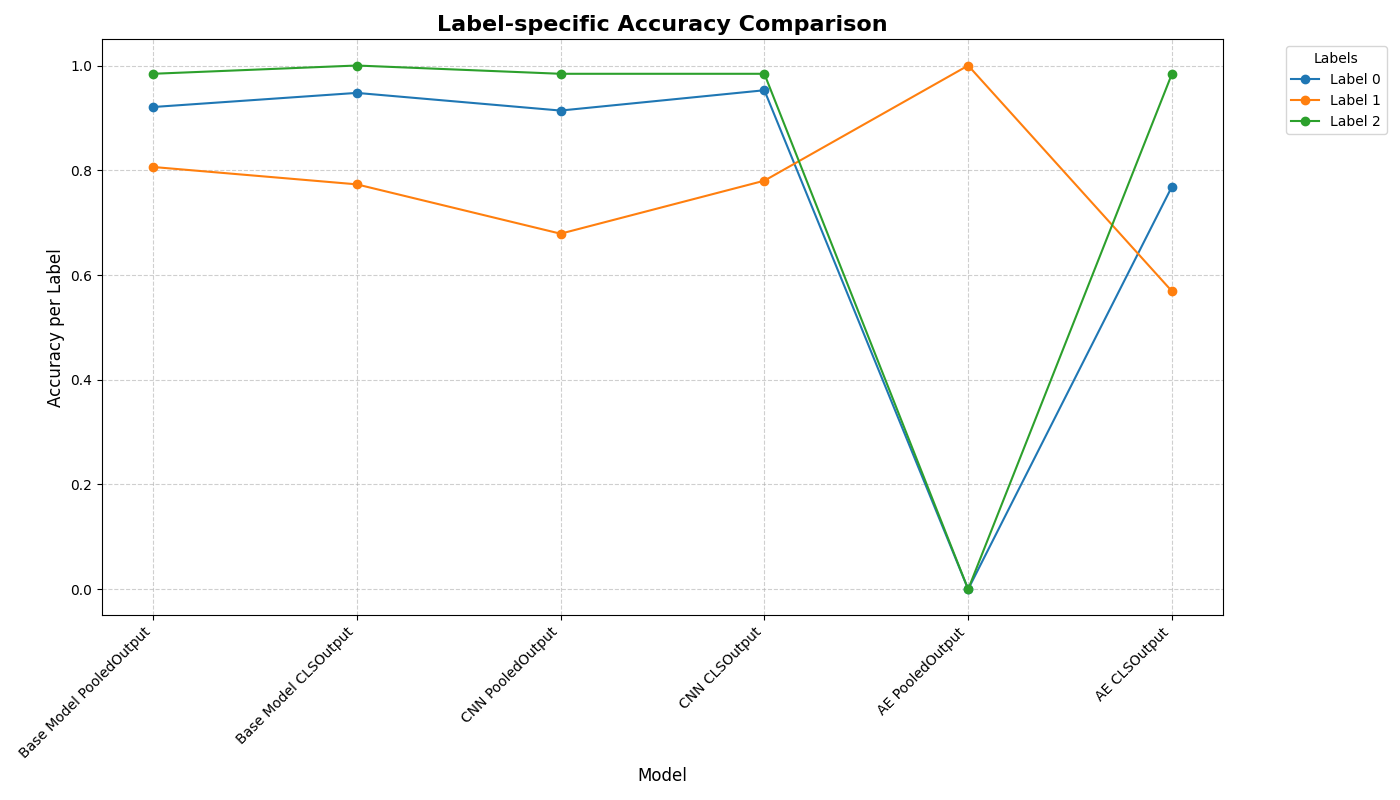 Label-specific Accuracy Comparison
Labels
Label 0
Label 1
Label 2
Accuracy per Label
1.0
0.8
0.6
0.4
0.2
0.0
Base Model PooledOutput
Base Model CLSOutput
CNN PooledOutput
CNN CLSOutput
AE PooledOutput
AE CLSOutput
Model